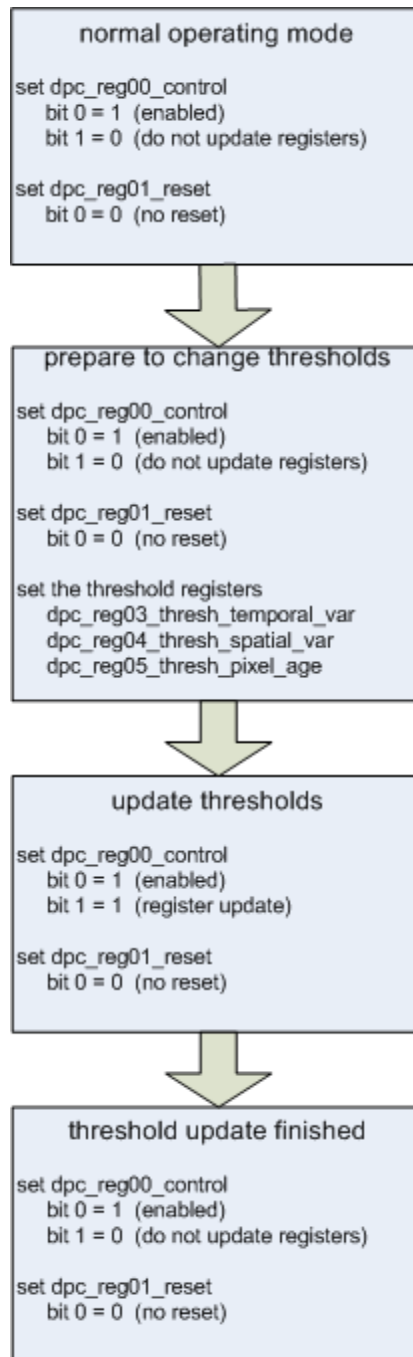 normal operating mode
set dpc_reg00_control
bit 0 = 1 (enabled)
bit 1 = 0 (do not update registers)
set dpc_reg01_reset
bit 0 = 0 (no reset)
prepare to change thresholds
set dpc_reg00_control
bit 0 = 1 (enabled)
bit 1 = 0 (do not update registers)
set dpc_reg01_reset
bit 0 = 0 (no reset)
set the threshold registers
dpc_reg03_thresh_temporal_var
dpc_reg04_thresh_spatial_var
dpc_reg05_thresh_pixel_age
update thresholds
set dpc_reg00_control
bit 0 = 1 (enabled)
bit 1 = 1 (register update)
set dpc_reg01_reset
bit 0 = 0 (no reset)
threshold update finished
set dpc_reg00_control
bit 0 = 1 (enabled)
bit 1 = 0 (do not update registers)
set dpc_reg01_reset
bit 0 = 0 (no reset)